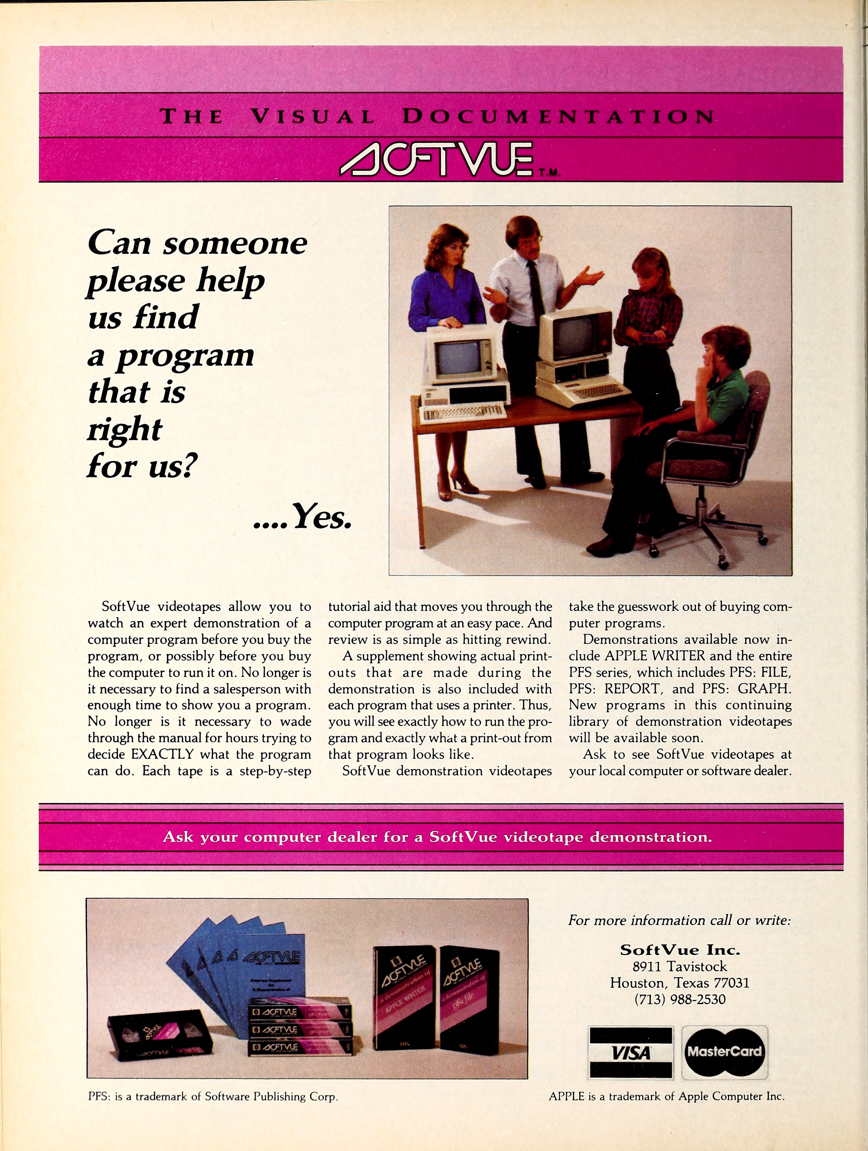 THE VISUAL DOCUMENTATION
SOFTVUE T.M.
Can someone
please help
us find
a program
that is
right
for us?
....Yes.
SoftVue videotapes allow you to
watch an expert demonstration of a
computer program before you buy the
program, or possibly before you buy
the computer to run it on. No longer is
it necessary to find a salesperson with
enough time to show you a program.
No longer is it necessary to wade
through the manual for hours trying to
decide EXACTLY what the program
can do. Each tape is a step-by-step
tutorial aid that moves you through the
computer program at an easy pace. And
review is as simple as hitting rewind.
A supplement showing actual print-
outs that are made during the
demonstration is also included with
each program that uses a printer. Thus,
you will see exactly how to run the pro-
gram and exactly what a print-out from
that program looks like.
SoftVue demonstration videotapes
take the guesswork out of buying com-
puter programs.
Demonstrations available now in-
clude APPLE WRITER and the entire
PFS series, which includes PFS: FILE,
PFS: REPORT, and PFS: GRAPH.
New programs in this continuing
library of demonstration videotapes
will be available soon.
Ask to see SoftVue videotapes at
your local computer or software dealer.
Ask your computer dealer for a SoftVue videotape demonstration.
SOFTVUE
SOFTVUE
SOFTVUE
SOFTVUE
SOFTVUE
a demonstration of
APPLE WRITER
VHS
SOFTVUE
a demonstration of
pfs: file
VHS
For more information call or write:
SoftVue Inc.
8911 Tavistock
Houston, Texas 77031
(713) 988-2530
VISA
MasterCard
PFS: is a trademark of Software Publishing Corp.
APPLE is a trademark of Apple Computer Inc.